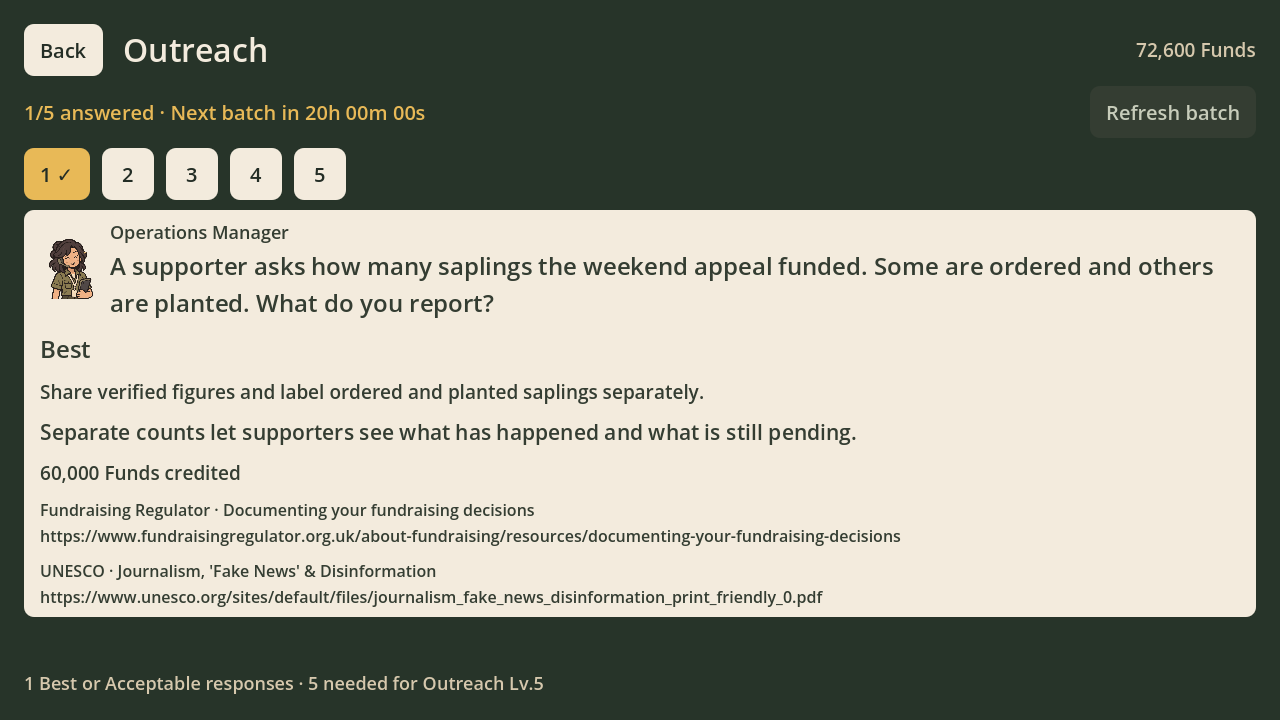 Back
Outreach
72,600 Funds
1/5 answered · Next batch in 20h 00m 00s
Refresh batch
1 ✓
2
3
4
5
Operations Manager
A supporter asks how many saplings the weekend appeal funded. Some are ordered and others
are planted. What do you report?
Best
Share verified figures and label ordered and planted saplings separately.
Separate counts let supporters see what has happened and what is still pending.
60,000 Funds credited
Fundraising Regulator · Documenting your fundraising decisions
https://www.fundraisingregulator.org.uk/about-fundraising/resources/documenting-your-fundraising-decisions
UNESCO · Journalism, 'Fake News' & Disinformation
https://www.unesco.org/sites/default/files/journalism_fake_news_disinformation_print_friendly_0.pdf
1 Best or Acceptable responses · 5 needed for Outreach Lv.5